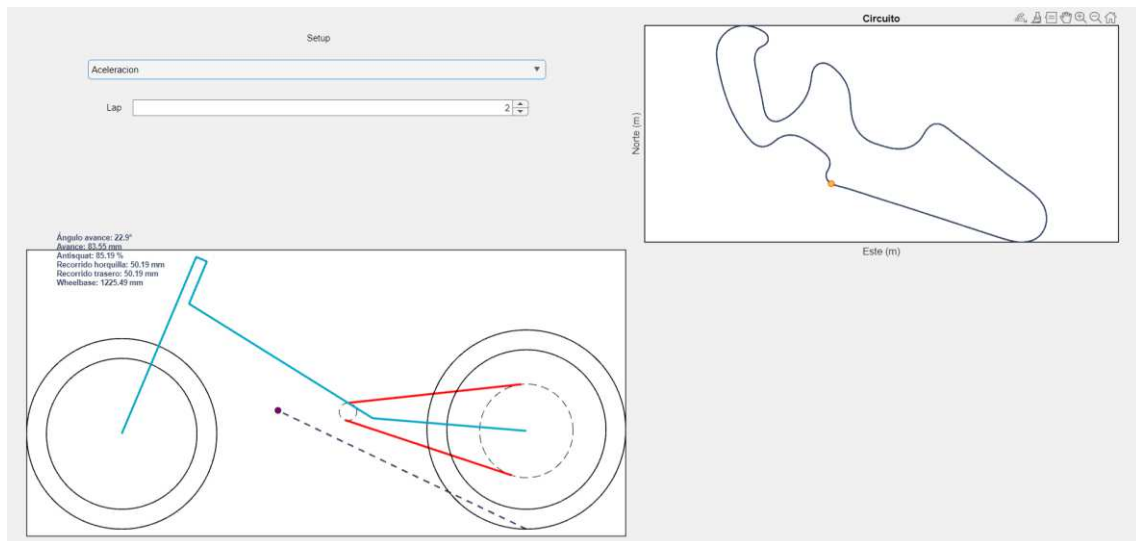 Setup
Aceleracion
Lap 2
Ángulo avance: 22.9°
Avance: 83.55 mm
Antisquat: 85.19 %
Recorrido horquilla: 50.19 mm
Recorrido trasero: 50.19 mm
Wheelbase: 1225.49 mm
Circuito
Norte (m)
Este (m)